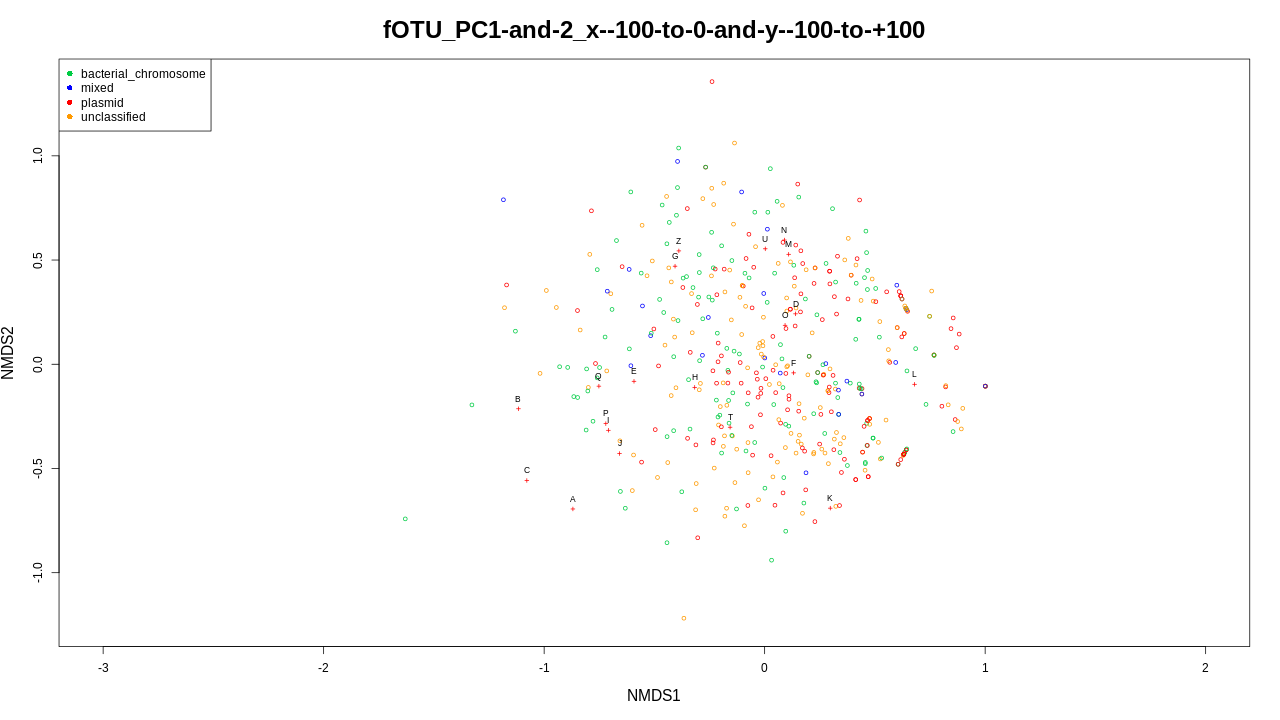 fOTU_PC1-and-2_x--100-to-0-and-y--100-to-+100
bacterial_chromosome
mixed
plasmid
unclassified
1.0
0.5
0.0
-0.5
-1.0
NMDS2
Z
G
U
N
M
D
O
F
L
E
H
B
P
T
C
A
J
K
-3
-2
-1
0
1
2
NMDS1